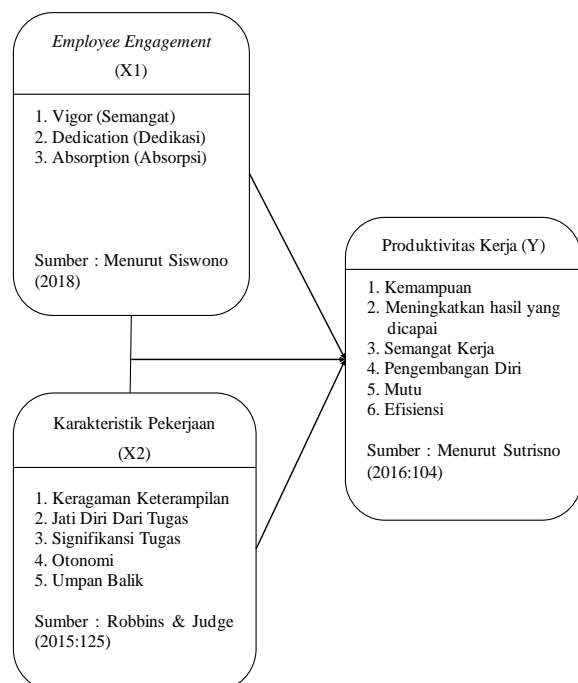 Employee Engagement
(X1)
1. Vigor (Semangat)
2. Dedication (Dedikasi)
3. Absorption (Absorpsi)
Sumber : Menurut Siswono
(2018)
Karakteristik Pekerjaan
(X2)
1. Keragaman Keterampilan
2. Jati Diri Dari Tugas
3. Signifikansi Tugas
4. Otonomi
5. Umpan Balik
Sumber : Robbins & Judge
(2015:125)
Produktivitas Kerja (Y)
1. Kemampuan
2. Meningkatkan hasil yang
dicapai
3. Semangat Kerja
4. Pengembangan Diri
5. Mutu
6. Efisiensi
Sumber : Menurut Sutrisno
(2016:104)